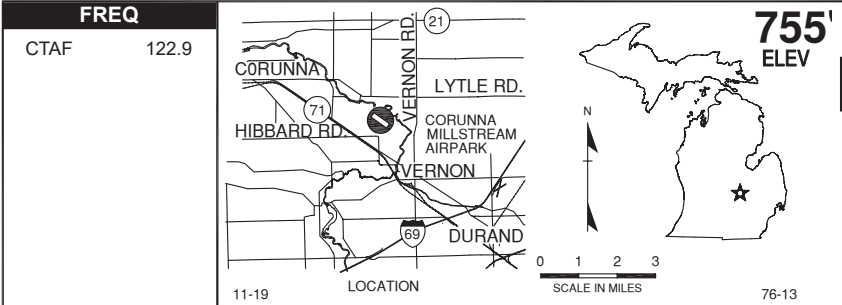 FREQ
CTAF 122.9
21
VERNON RD.
CORUNNA
LYTLE RD.
71
HIBBARD RD.
CORUNNA
MILLSTREAM
AIRPARK
VERNON
69
DURAND
11-19
LOCATION
N
0 1 2 3
SCALE IN MILES
755'
ELEV
76-13